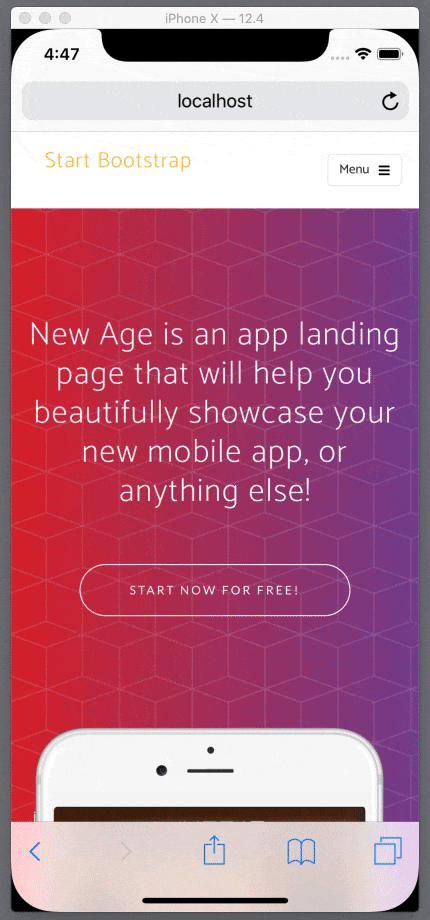 iPhone X — 12.4
4:47
localhost
Start Bootstrap
Menu
New Age is an app landing
page that will help you
beautifully showcase your
new mobile app, or
anything else!
START NOW FOR FREE!